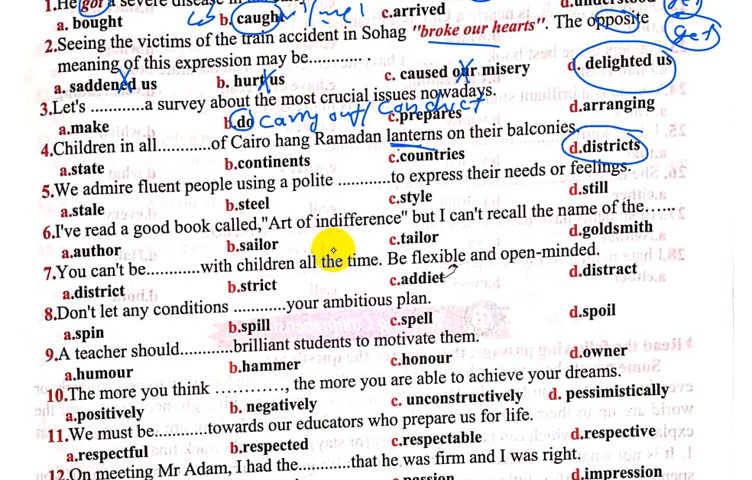 1.He got a severe disease in
a. bought b. caught c.arrived d.understood
2.Seeing the victims of the train accident in Sohag "broke our hearts". The opposite get
meaning of this expression may be............
a. saddened us b. hurt us c. caused our misery d. delighted us
3.Let's ............a survey about the most crucial issues nowadays.
a.make b.do carry out/ conduct c.prepares d.arranging
4.Children in all...........of Cairo hang Ramadan lanterns on their balconies.
a.state b.continents c.countries d.districts
5.We admire fluent people using a polite ............to express their needs or feelings.
a.stale b.steel c.style d.still
6.I've read a good book called,"Art of indifference" but I can't recall the name of the.......
a.author b.sailor c.tailor d.goldsmith
7.You can't be............with children all the time. Be flexible and open-minded.
a.district b.strict c.addict d.distract
8.Don't let any conditions ............your ambitious plan.
a.spin b.spill c.spell d.spoil
9.A teacher should............brilliant students to motivate them.
a.humour b.hammer c.honour d.owner
10.The more you think ............., the more you are able to achieve your dreams.
a.positively b. negatively c. unconstructively d. pessimistically
11.We must be............towards our educators who prepare us for life.
a.respectful b.respected c.respectable d.respective
12.On meeting Mr Adam, I had the............that he was firm and I was right.
d.impression